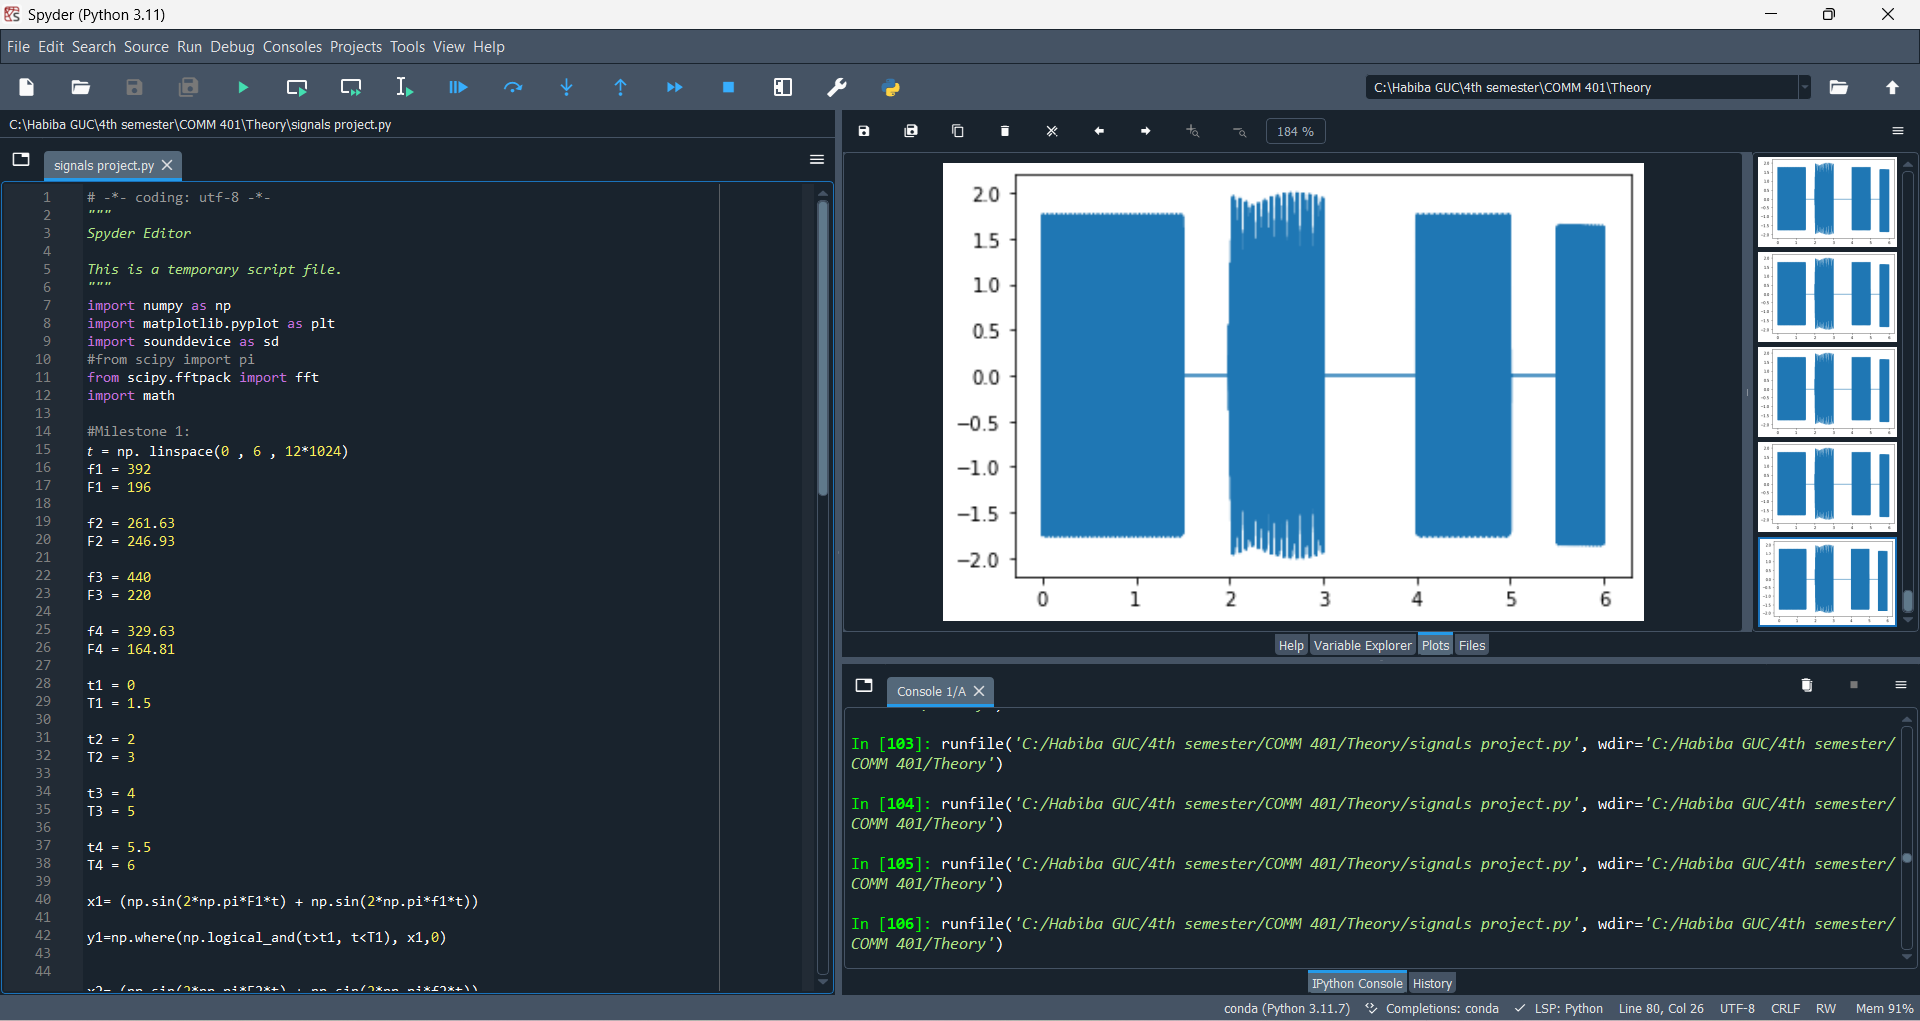 Spyder (Python 3.11)
File Edit Search Source Run Debug Consoles Projects Tools View Help
C:\Habiba GUC\4th semester\COMM 401\Theory
C:\Habiba GUC\4th semester\COMM 401\Theory\signals project.py
184 %
signals project.py
1 # -*- coding: utf-8 -*-
2 """
3 Spyder Editor
4
5 This is a temporary script file.
6 """
7 import numpy as np
8 import matplotlib.pyplot as plt
9 import sounddevice as sd
10 #from scipy import pi
11 from scipy.fftpack import fft
12 import math
13
14 #Milestone 1:
15 t = np. linspace(0 , 6 , 12*1024)
16 f1 = 392
17 F1 = 196
18
19 f2 = 261.63
20 F2 = 246.93
21
22 f3 = 440
23 F3 = 220
24
25 f4 = 329.63
26 F4 = 164.81
27
28 t1 = 0
29 T1 = 1.5
30
31 t2 = 2
32 T2 = 3
33
34 t3 = 4
35 T3 = 5
36
37 t4 = 5.5
38 T4 = 6
39
40 x1= (np.sin(2*np.pi*F1*t) + np.sin(2*np.pi*f1*t))
41
42 y1=np.where(np.logical_and(t>t1, t<T1), x1,0)
43
44
x2= (np.sin(2*np.pi*F2*t) + np.sin(2*np.pi*f2*t))
2.0
1.5
1.0
0.5
0.0
−0.5
−1.0
−1.5
−2.0
0 1 2 3 4 5 6
Help Variable Explorer Plots Files
Console 1/A
In [103]: runfile('C:/Habiba GUC/4th semester/COMM 401/Theory/signals project.py', wdir='C:/Habiba GUC/4th semester/
COMM 401/Theory')
In [104]: runfile('C:/Habiba GUC/4th semester/COMM 401/Theory/signals project.py', wdir='C:/Habiba GUC/4th semester/
COMM 401/Theory')
In [105]: runfile('C:/Habiba GUC/4th semester/COMM 401/Theory/signals project.py', wdir='C:/Habiba GUC/4th semester/
COMM 401/Theory')
In [106]: runfile('C:/Habiba GUC/4th semester/COMM 401/Theory/signals project.py', wdir='C:/Habiba GUC/4th semester/
COMM 401/Theory')
IPython Console History
conda (Python 3.11.7) Completions: conda LSP: Python Line 80, Col 26 UTF-8 CRLF RW Mem 91%